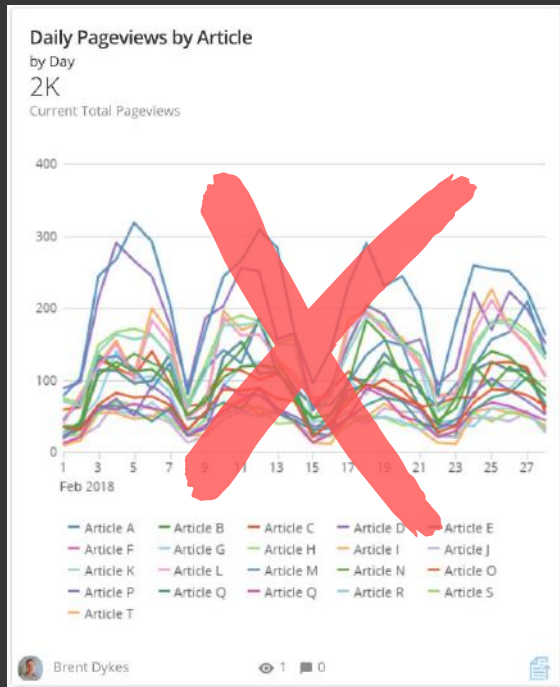 Daily Pageviews by Article
by Day
2K
Current Total Pageviews
400
300
200
100
0
1 3 5 7 9 11 13 15 17 19 21 23 25 27
Feb 2018
Article A Article B Article C Article D Article E
Article F Article G Article H Article I Article J
Article K Article L Article M Article N Article O
Article P Article Q Article Q Article R Article S
Article T
Brent Dykes 1 0